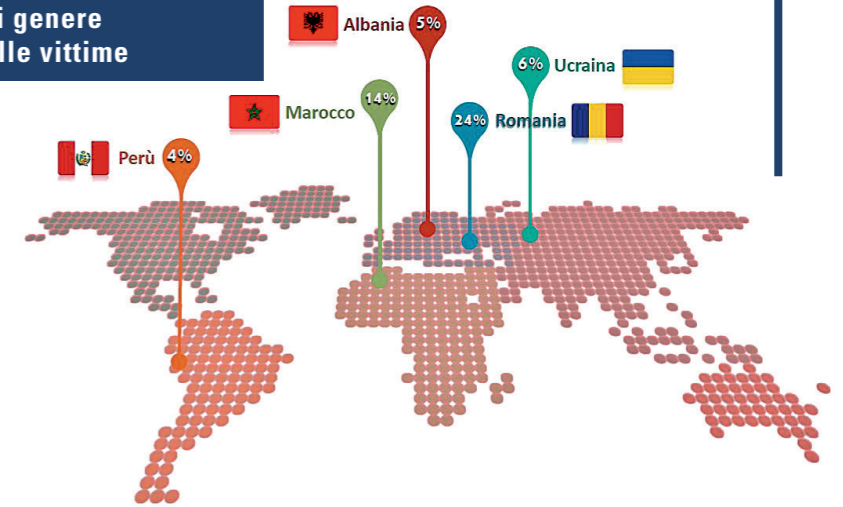 i genere
lle vittime
Albania 5%
6% Ucraina
14%
Marocco
24% Romania
Perù 4%